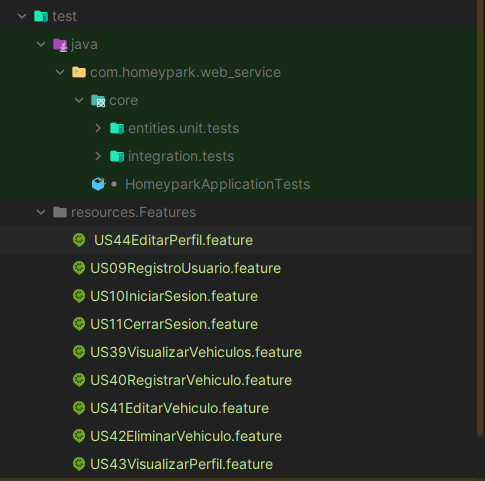 test
java
com.homeypark.web_service
core
entities.unit.tests
integration.tests
HomeyparkApplicationTests
resources.Features
US44EditarPerfil.feature
US09RegistroUsuario.feature
US10IniciarSesion.feature
US11CerrarSesion.feature
US39VisualizarVehiculos.feature
US40RegistrarVehiculo.feature
US41EditarVehiculo.feature
US42EliminarVehiculo.feature
US43VisualizarPerfil.feature